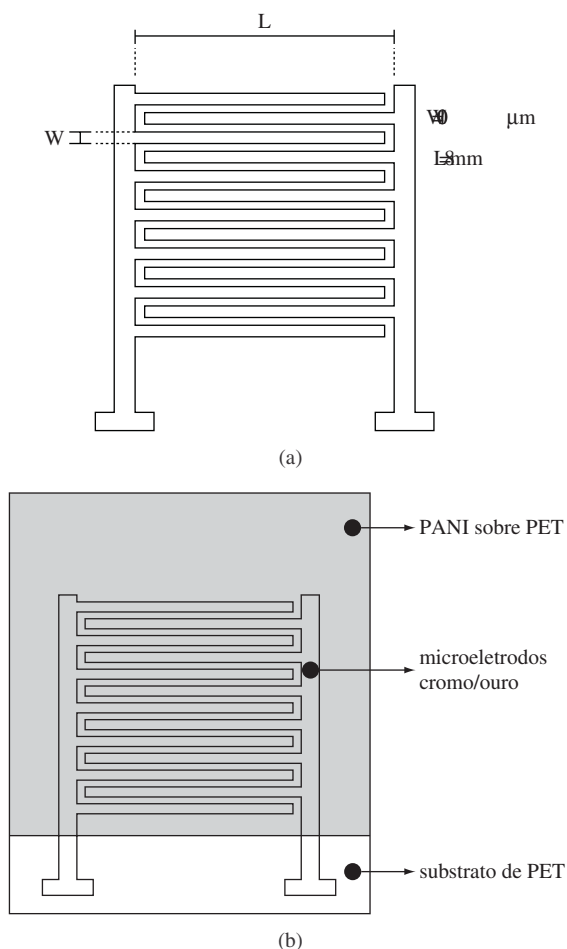 L
W
μm
mm
(a)
PANI sobre PET
microeletrodos
cromo/ouro
substrato de PET
(b)